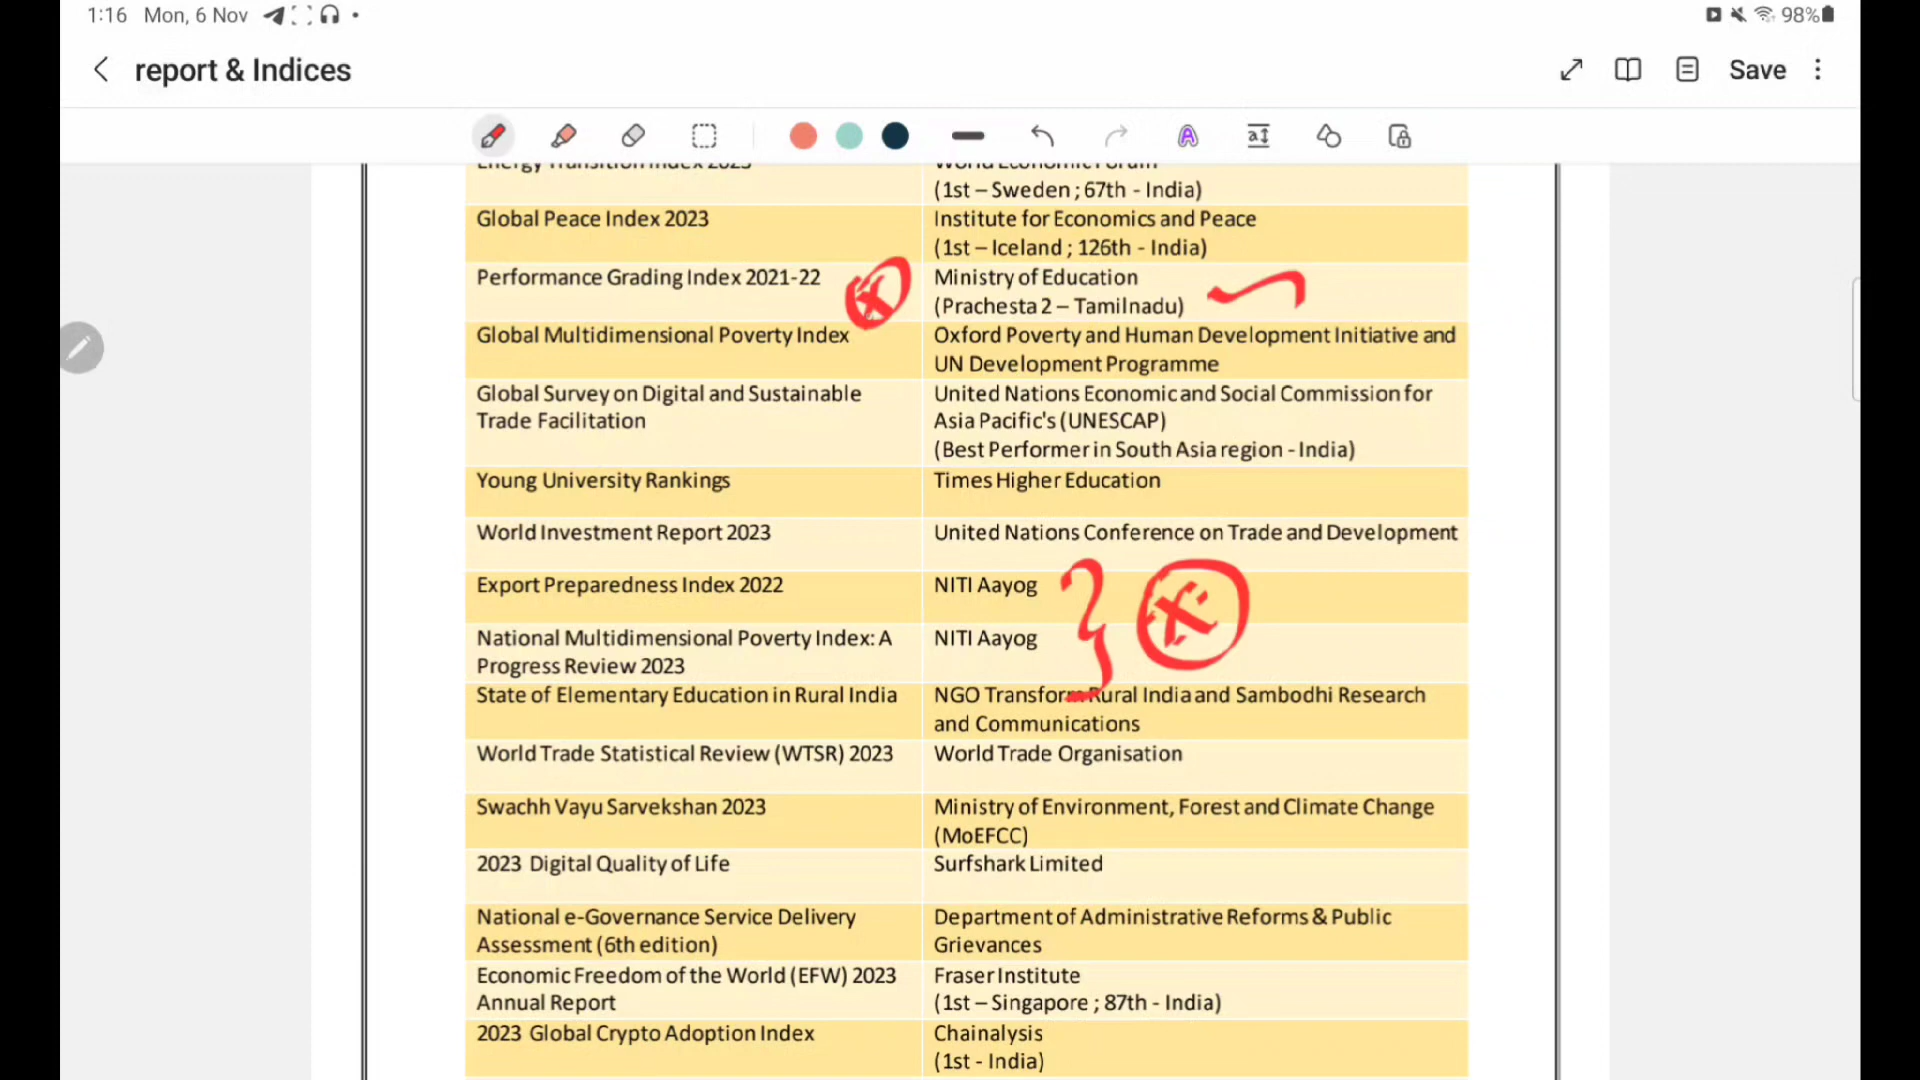 1:16 Mon, 6 Nov
98%
report & Indices
Save
Energy Transition Index 2023
World Economic Forum
(1st – Sweden ; 67th - India)
Global Peace Index 2023
Institute for Economics and Peace
(1st – Iceland ; 126th - India)
Performance Grading Index 2021-22
Ministry of Education
(Prachesta 2 – Tamilnadu)
Global Multidimensional Poverty Index
Oxford Poverty and Human Development Initiative and
UN Development Programme
Global Survey on Digital and Sustainable
Trade Facilitation
United Nations Economic and Social Commission for
Asia Pacific's (UNESCAP)
(Best Performer in South Asia region - India)
Young University Rankings
Times Higher Education
World Investment Report 2023
United Nations Conference on Trade and Development
Export Preparedness Index 2022
NITI Aayog
National Multidimensional Poverty Index: A
Progress Review 2023
NITI Aayog
State of Elementary Education in Rural India
NGO Transform Rural India and Sambodhi Research
and Communications
World Trade Statistical Review (WTSR) 2023
World Trade Organisation
Swachh Vayu Sarvekshan 2023
Ministry of Environment, Forest and Climate Change
(MoEFCC)
2023 Digital Quality of Life
Surfshark Limited
National e-Governance Service Delivery
Assessment (6th edition)
Department of Administrative Reforms & Public
Grievances
Economic Freedom of the World (EFW) 2023
Annual Report
Fraser Institute
(1st – Singapore ; 87th - India)
2023 Global Crypto Adoption Index
Chainalysis
(1st - India)